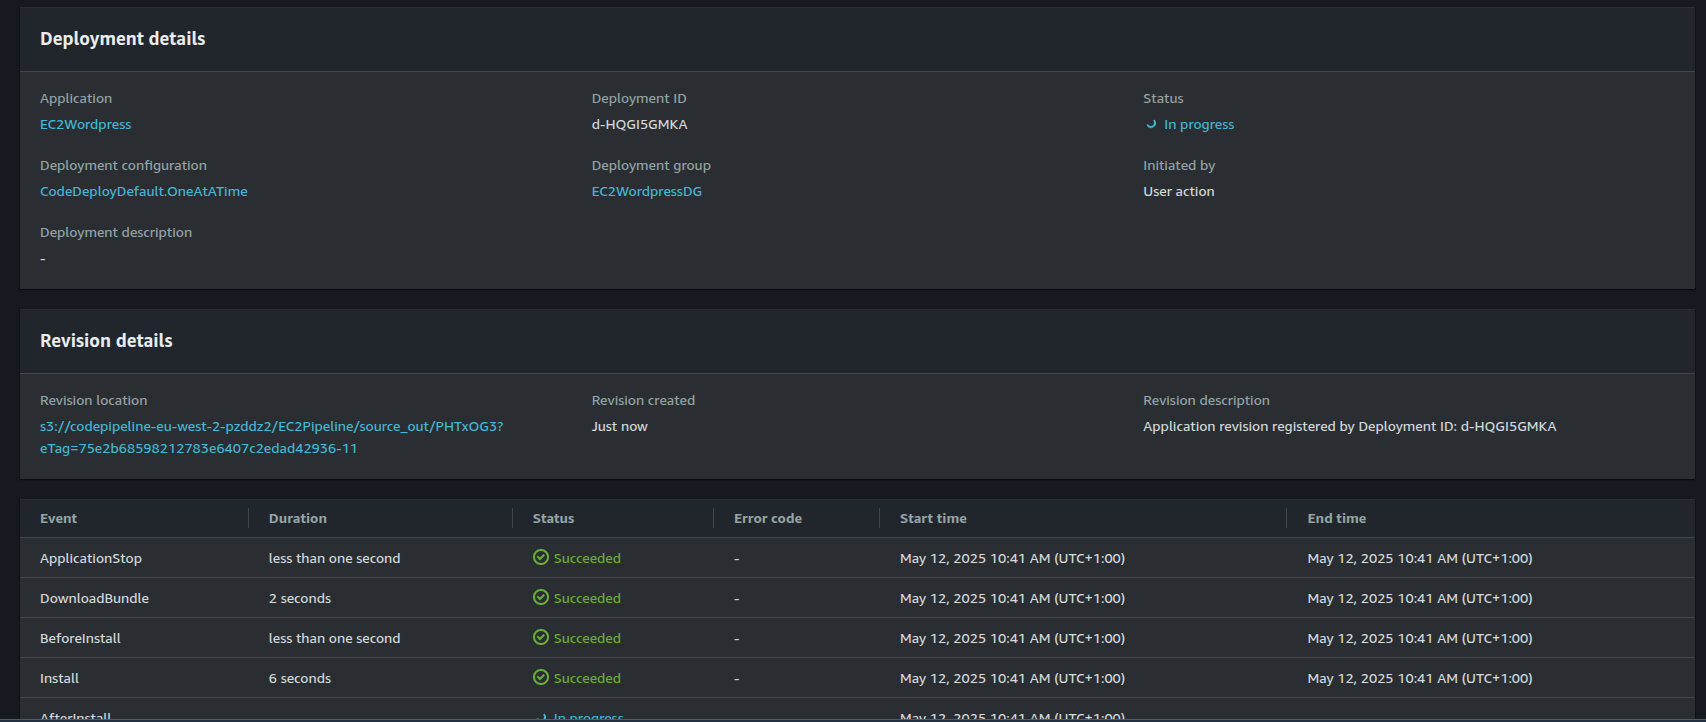 Deployment details
Application
Deployment ID
Status
EC2Wordpress
d-HQGI5GMKA
In progress
Deployment configuration
Deployment group
Initiated by
CodeDeployDefault.OneAtATime
EC2WordpressDG
User action
Deployment description
-
Revision details
Revision location
Revision created
Revision description
s3://codepipeline-eu-west-2-pzddz2/EC2Pipeline/source_out/PHTxOG3?
eTag=75e2b68598212783e6407c2edad42936-11
Just now
Application revision registered by Deployment ID: d-HQGI5GMKA
Event Duration Status Error code Start time End time
ApplicationStop less than one second Succeeded - May 12, 2025 10:41 AM (UTC+1:00) May 12, 2025 10:41 AM (UTC+1:00)
DownloadBundle 2 seconds Succeeded - May 12, 2025 10:41 AM (UTC+1:00) May 12, 2025 10:41 AM (UTC+1:00)
BeforeInstall less than one second Succeeded - May 12, 2025 10:41 AM (UTC+1:00) May 12, 2025 10:41 AM (UTC+1:00)
Install 6 seconds Succeeded - May 12, 2025 10:41 AM (UTC+1:00) May 12, 2025 10:41 AM (UTC+1:00)
AfterInstall In progress May 12, 2025 10:41 AM (UTC+1:00)